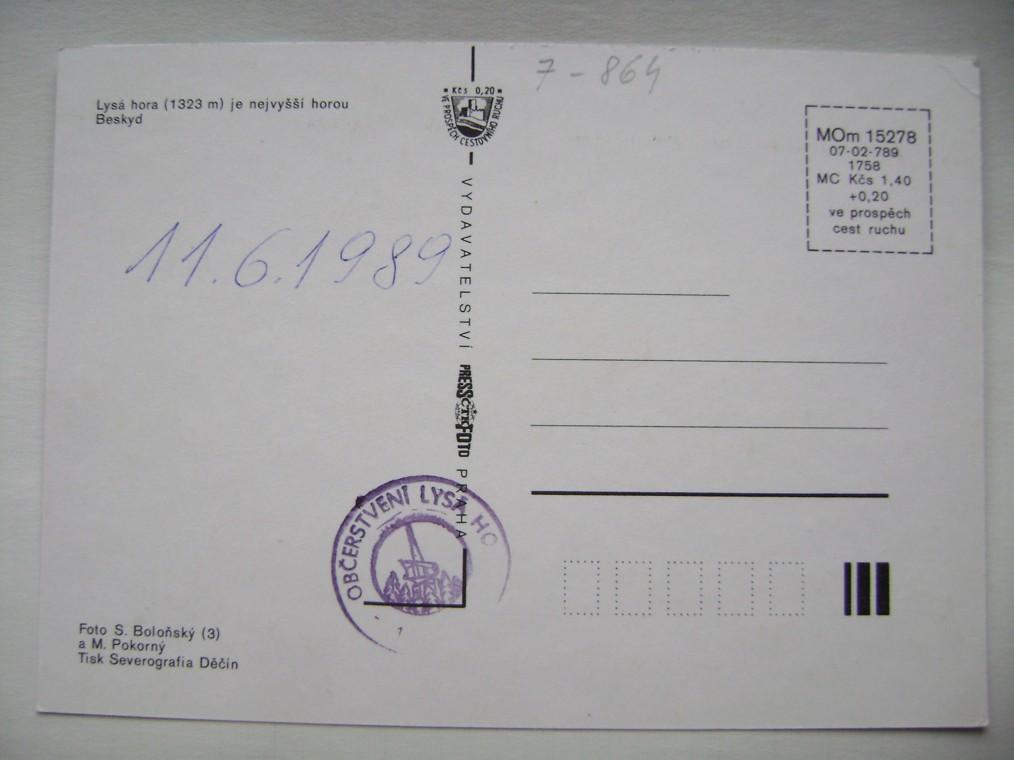 7 - 864
Lysá hora (1323 m) je nejvyšší horou
Beskyd
Kčs 0,20
VE PROSPĚCH CESTOVNÍHO RUCHU
MOm 15278
07-02-789
1758
MC Kčs 1,40
+0,20
ve prospěch
cest ruchu
11.6.1989
VYDAVATELSTVÍ PRESSFOTO PRAHA
ČTK
OBČERSTVENÍ LYSÁ HO
Foto S. Boloňský (3)
a M. Pokorný
Tisk Severografia Děčín